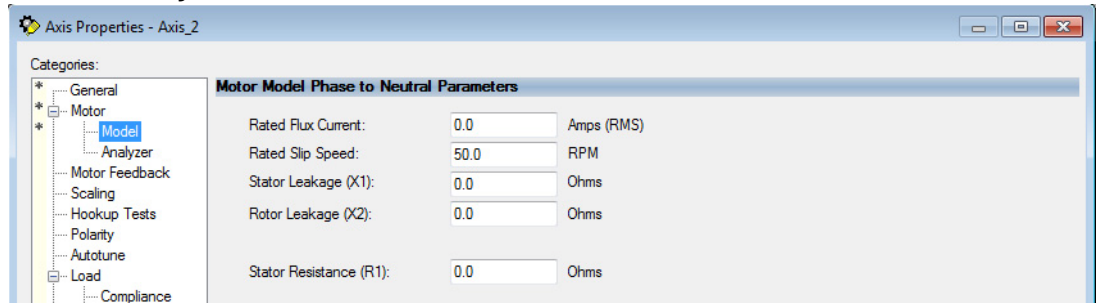 Axis Properties - Axis_2
Categories:
* General
* Motor
* Model
Analyzer
Motor Feedback
Scaling
Hookup Tests
Polarity
Autotune
Load
Compliance
Motor Model Phase to Neutral Parameters
Rated Flux Current: 0.0 Amps (RMS)
Rated Slip Speed: 50.0 RPM
Stator Leakage (X1): 0.0 Ohms
Rotor Leakage (X2): 0.0 Ohms
Stator Resistance (R1): 0.0 Ohms